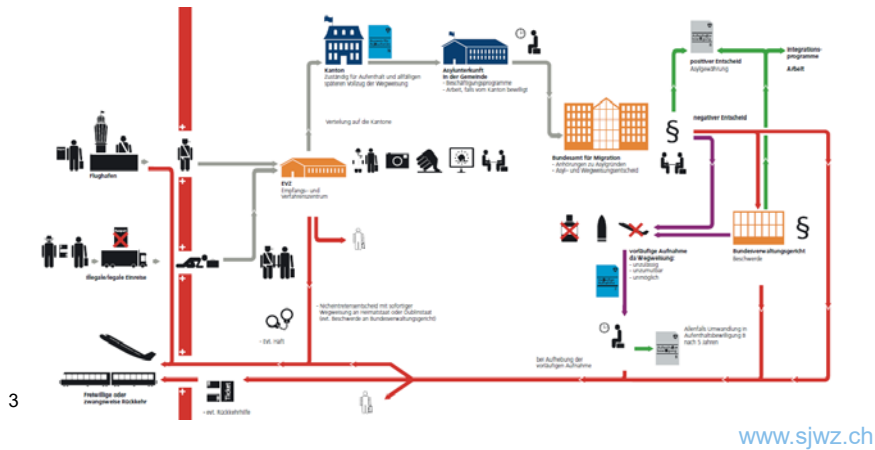 Kanton
Zuständig für Aufenthalt und allfälligen
späteren Vollzug der Wegweisung
Asylunterkunft
in der Gemeinde
- Beschäftigungsprogramme
- Arbeit, falls vom Kanton bewilligt
positiver Entscheid
Asylgewährung
Integrations-
programme
Arbeit
Verteilung auf die Kantone
negativer Entscheid
§
Bundesamt für Migration
- Anhörungen zu Asylgründen
- Asyl- und Wegweisungsentscheid
Flughafen
EVZ
Empfangs- und
Verfahrenszentrum
§
Bundesverwaltungsgericht
Beschwerde
vorläufige Aufnahme
da Wegweisung:
- unzulässig
- unzumutbar
- unmöglich
Illegale/legale Einreise
- Nichteintretensentscheid mit sofortiger
Wegweisung an Heimatstaat oder Dublinstaat
(evt. Beschwerde an Bundesverwaltungsgericht)
- Evt. Haft
Allenfalls Umwandlung in
Aufenthaltsbewilligung B
nach 5 Jahren
bei Aufhebung der
vorläufigen Aufnahme
Ticket
Freiwillige oder
zwangsweise Rückkehr
- evt. Rückkehrhilfe
3
www.sjwz.ch